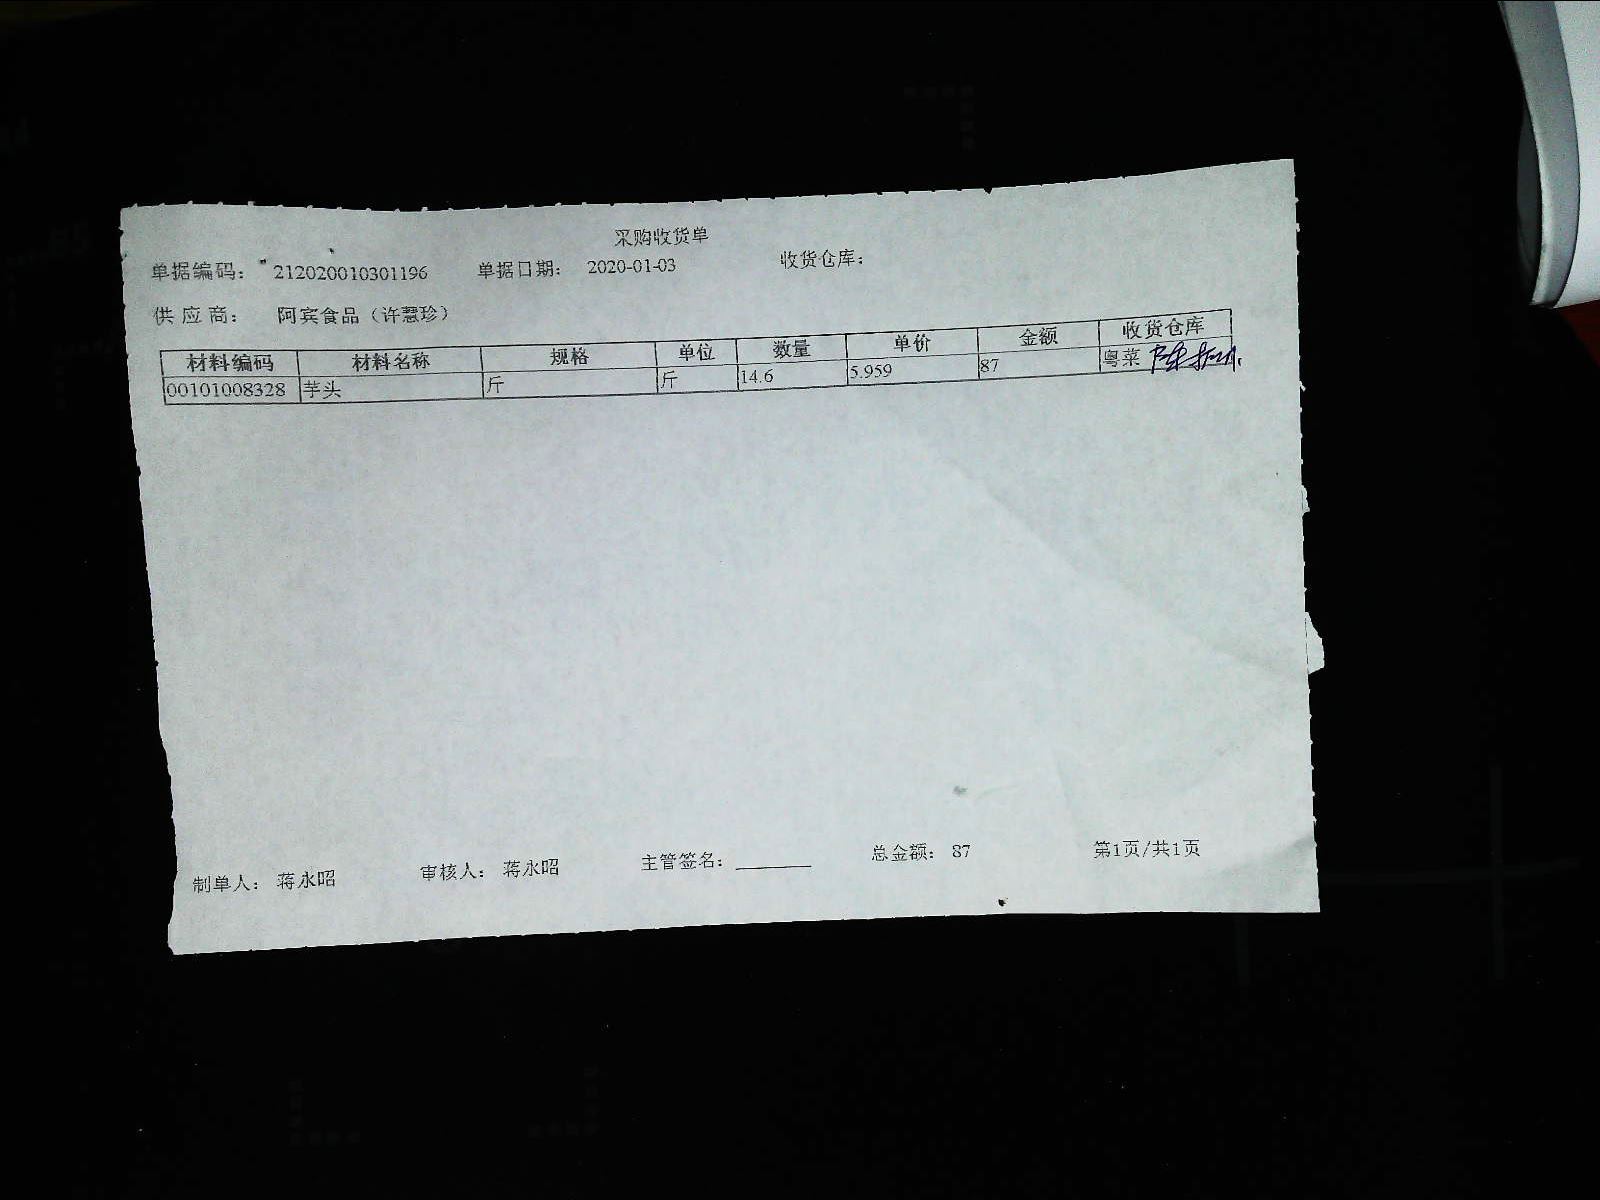 采购收货单
单据编码： 212020010301196 单据日期： 2020-01-03 收货仓库：
供 应 商： 阿宾食品（许慧珍）
材料编码 材料名称 规格 单位 数量 单价 金额 收货仓库
00101008328 芋头 斤 斤 14.6 5.959 87 粤菜
制单人： 蒋永昭 审核人： 蒋永昭 主管签名： 总金额： 87 第1页/共1页